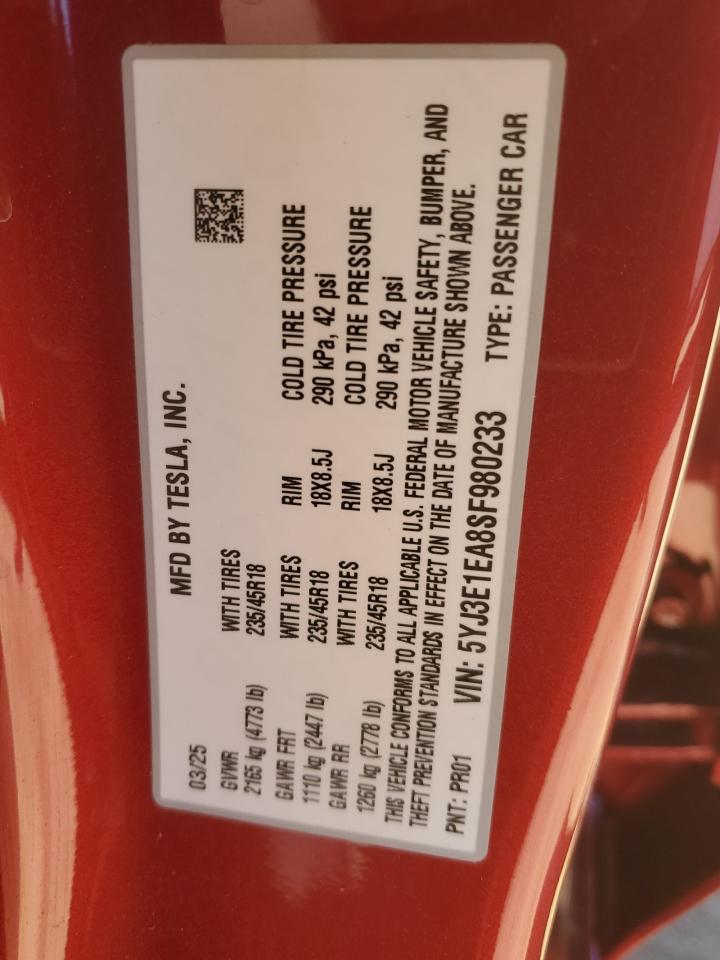 MFD BY TESLA, INC.
03/25
GVWR WITH TIRES
2165 kg (4773 lb) 235/45R18
GAWR FRT WITH TIRES RIM COLD TIRE PRESSURE
1110 kg (2447 lb) 235/45R18 18X8.5J 290 kPa, 42 psi
GAWR RR WITH TIRES RIM COLD TIRE PRESSURE
1260 kg (2778 lb) 235/45R18 18X8.5J 290 kPa, 42 psi
THIS VEHICLE CONFORMS TO ALL APPLICABLE U.S. FEDERAL MOTOR VEHICLE SAFETY, BUMPER, AND
THEFT PREVENTION STANDARDS IN EFFECT ON THE DATE OF MANUFACTURE SHOWN ABOVE.
PNT: PR01 VIN: 5YJ3E1EA8SF980233 TYPE: PASSENGER CAR